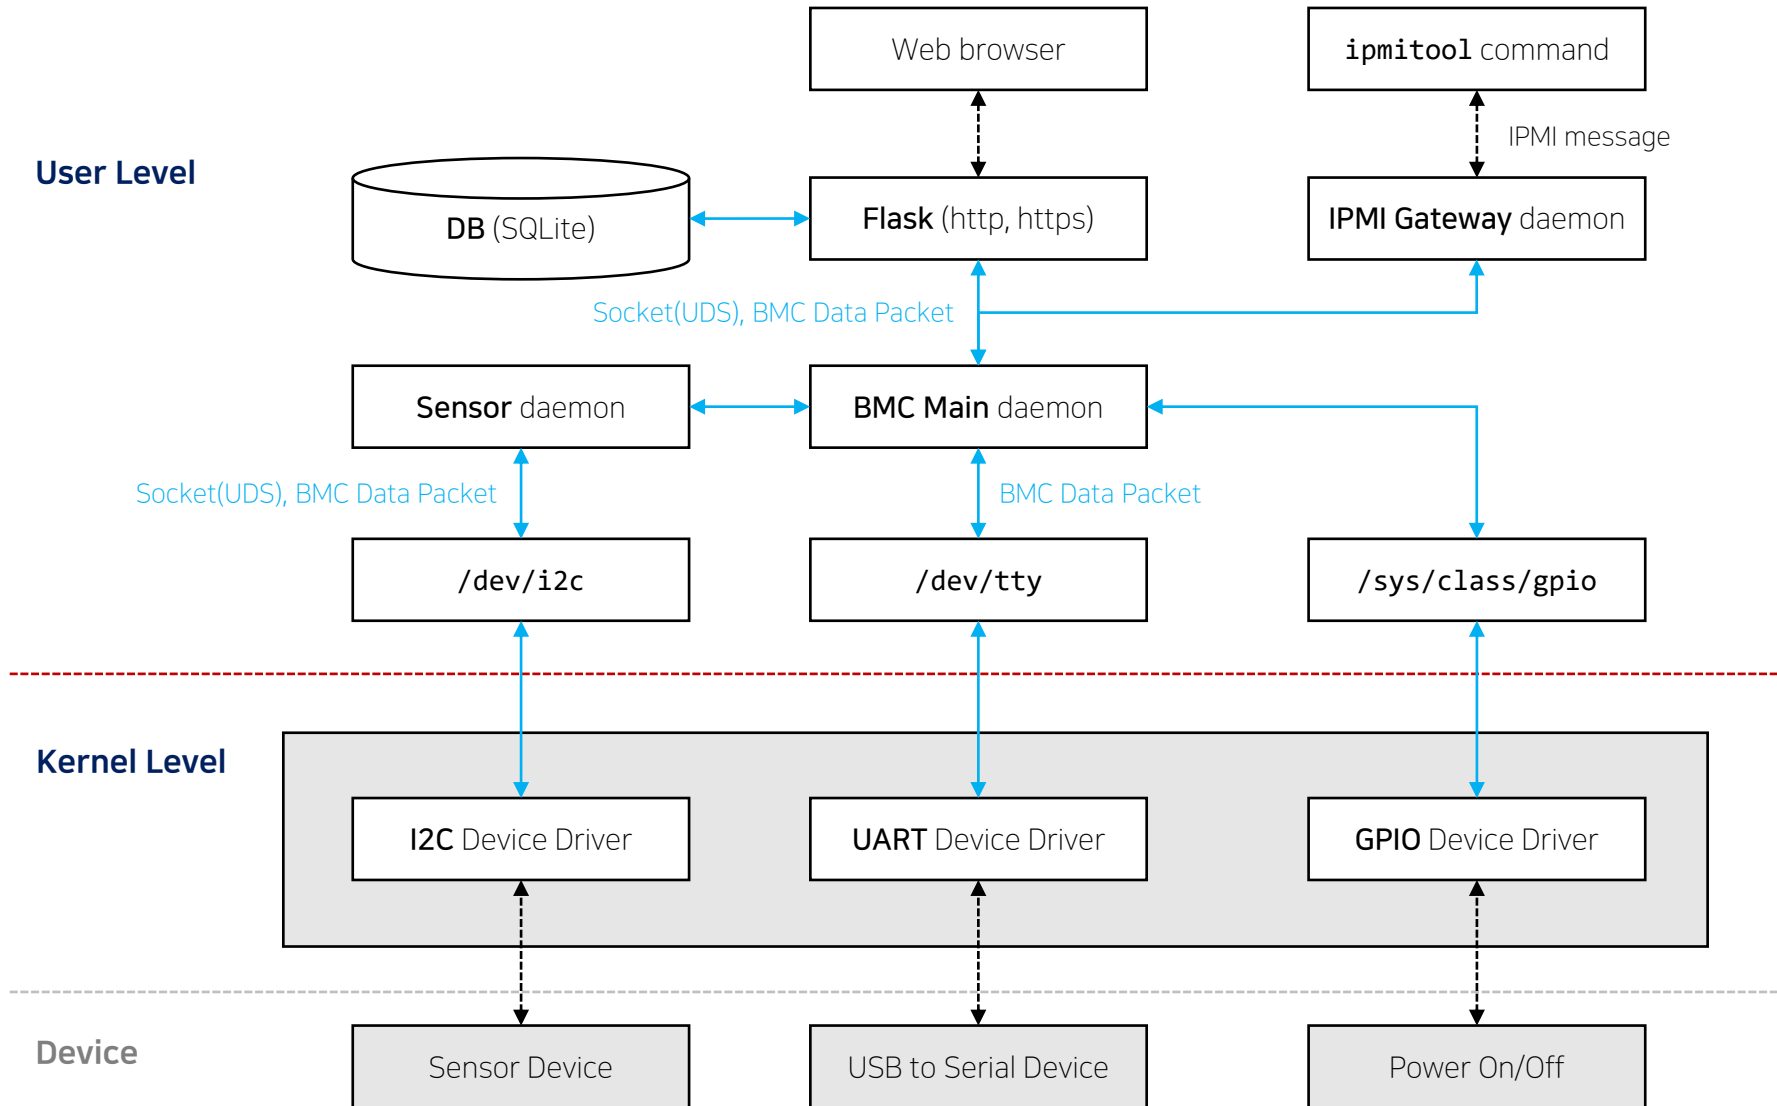 Web browser
ipmitool command
IPMI message
User Level
DB (SQLite)
Flask (http, https)
IPMI Gateway daemon
Socket(UDS), BMC Data Packet
Sensor daemon
BMC Main daemon
Socket(UDS), BMC Data Packet
BMC Data Packet
/dev/i2c
/dev/tty
/sys/class/gpio
Kernel Level
I2C Device Driver
UART Device Driver
GPIO Device Driver
Device
Sensor Device
USB to Serial Device
Power On/Off